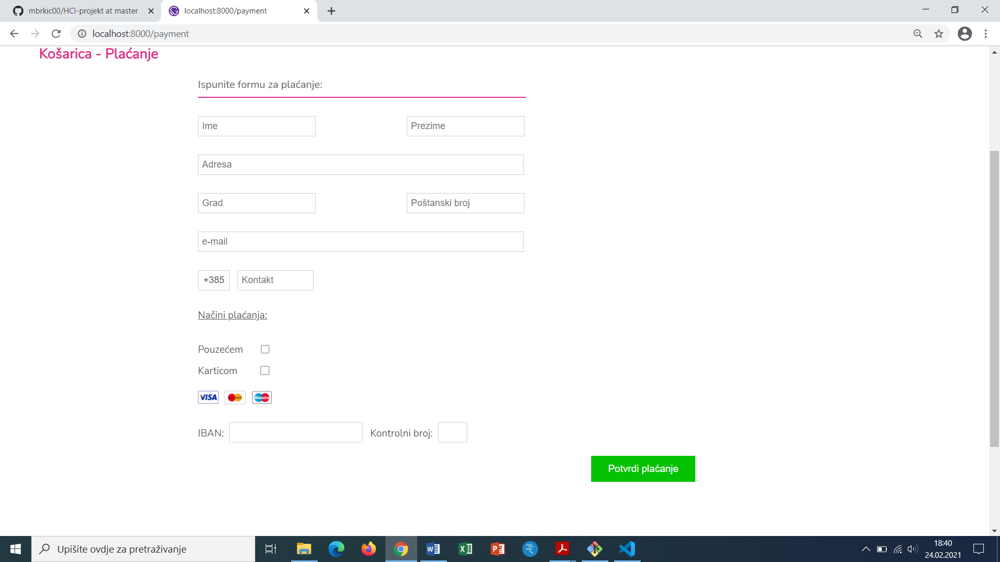 mbrkic00/HCI-projekt at master
localhost:8000/payment
localhost:8000/payment
Košarica - Plaćanje
Ispunite formu za plaćanje:
Ime
Prezime
Adresa
Grad
Poštanski broj
e-mail
+385
Kontakt
Načini plaćanja:
Pouzećem
Karticom
VISA
Maestro
IBAN:
Kontrolni broj:
Potvrdi plaćanje
Upišite ovdje za pretraživanje
18:40
24.02.2021